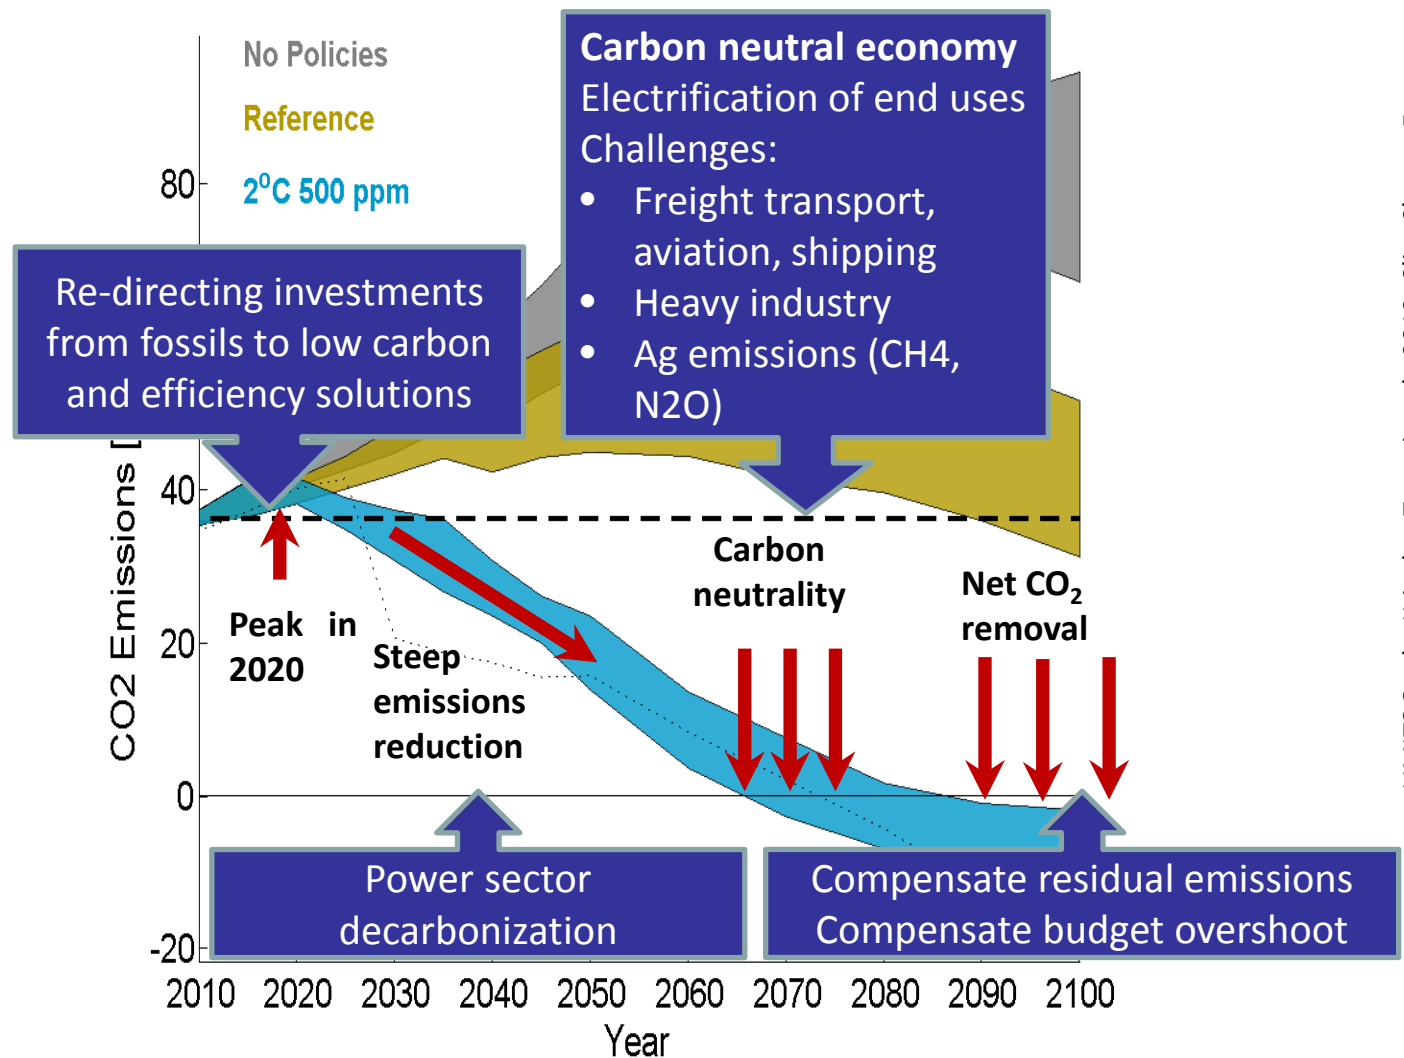 No Policies
Reference
2⁰C 500 ppm
Carbon neutral economy
Electrification of end uses
Challenges:
• Freight transport,
aviation, shipping
• Heavy industry
• Ag emissions (CH4,
N2O)
Re-directing investments
from fossils to low carbon
and efficiency solutions
CO2 Emissions [
80
40
20
0
-20
Peak in
2020
Steep
emissions
reduction
Carbon
neutrality
Net CO₂
removal
Power sector
decarbonization
Compensate residual emissions
Compensate budget overshoot
2010 2020 2030 2040 2050 2060 2070 2080 2090 2100
Year